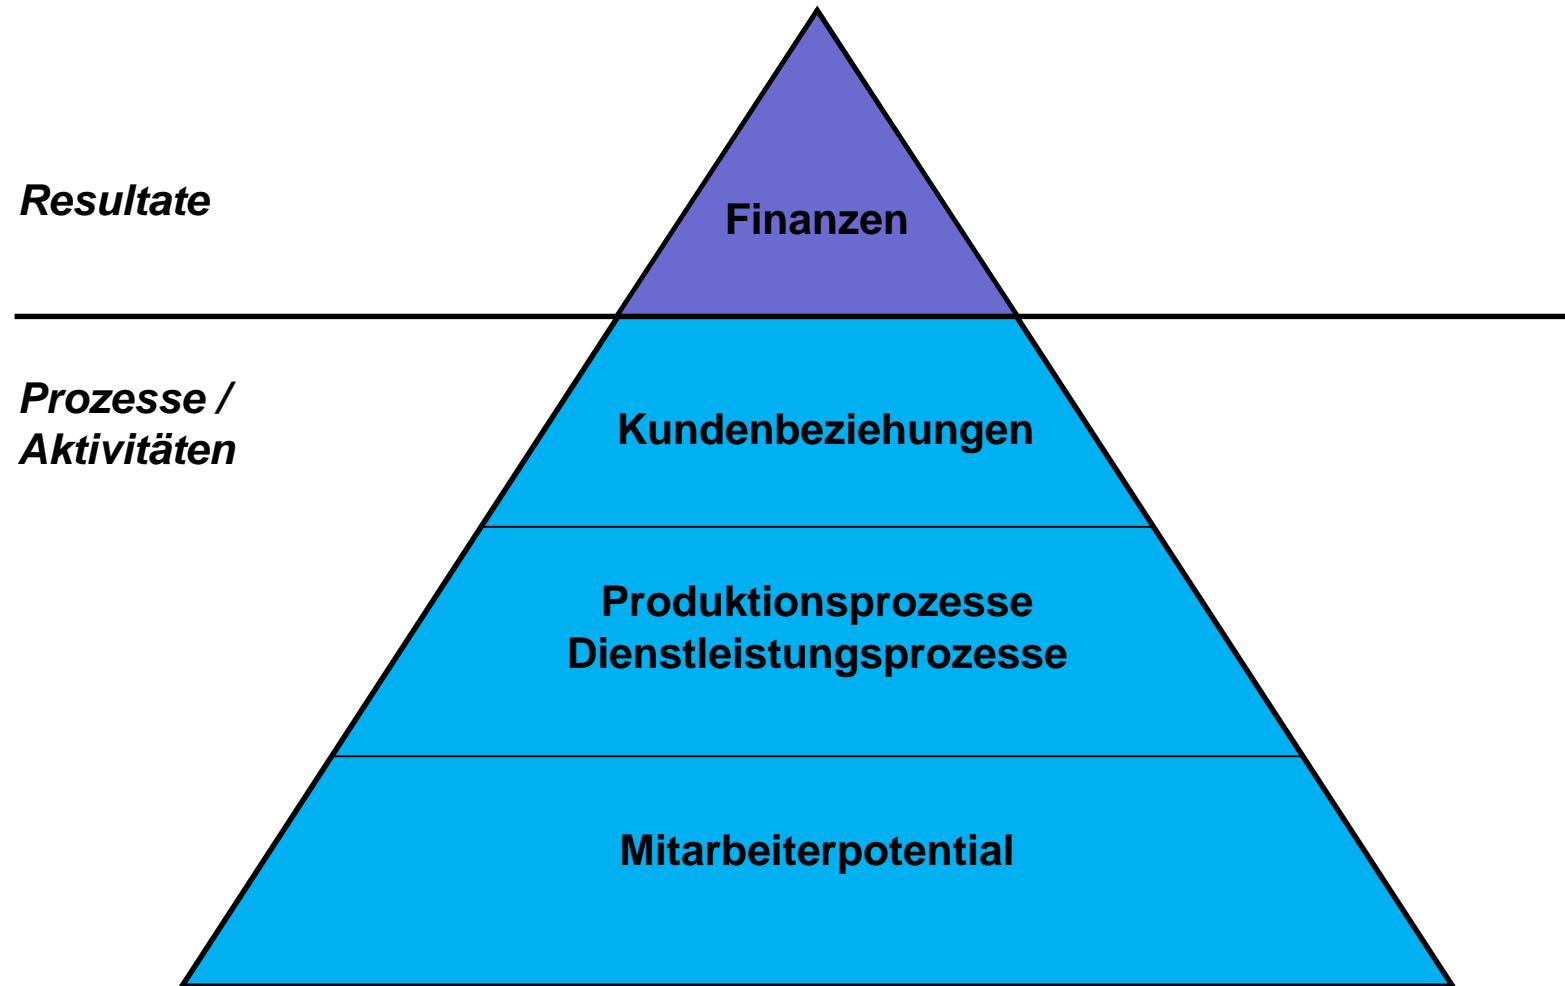 Resultate
Finanzen
Prozesse /
Aktivitäten
Kundenbeziehungen
Produktionsprozesse
Dienstleistungsprozesse
Mitarbeiterpotential